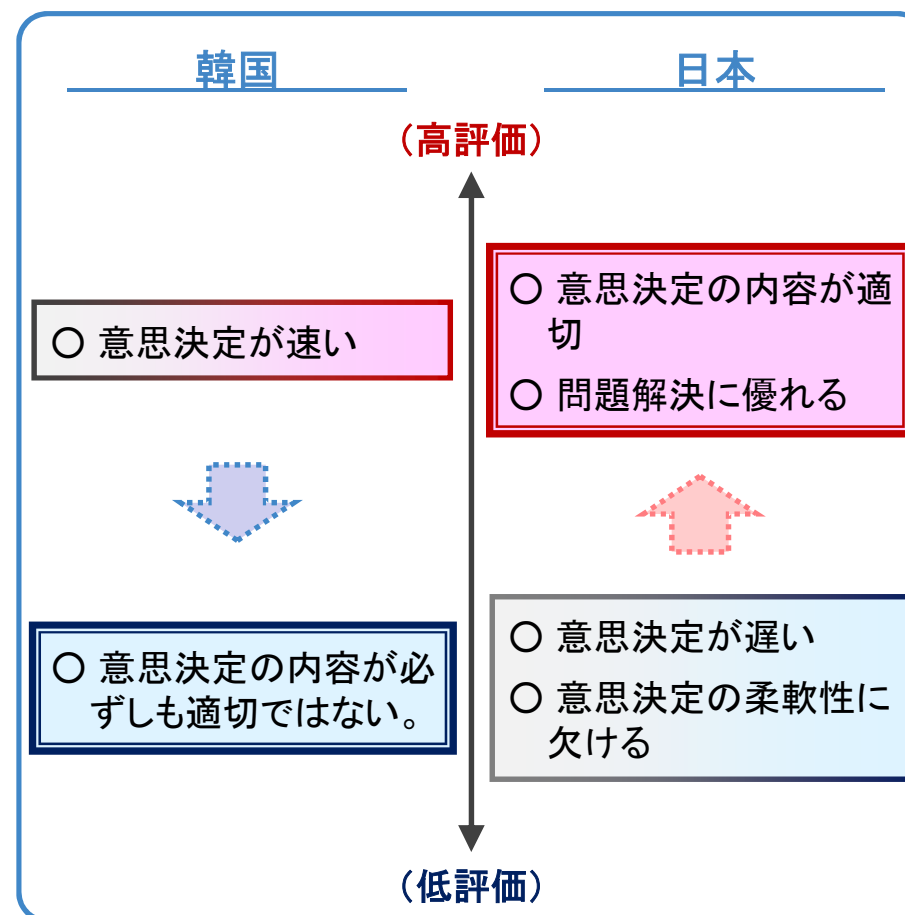 韓国
日本
(高評価)
○ 意思決定が速い
○ 意思決定の内容が適
切
○ 問題解決に優れる
○ 意思決定の内容が必
ずしも適切ではない。
○ 意思決定が遅い
○ 意思決定の柔軟性に
欠ける
(低評価)